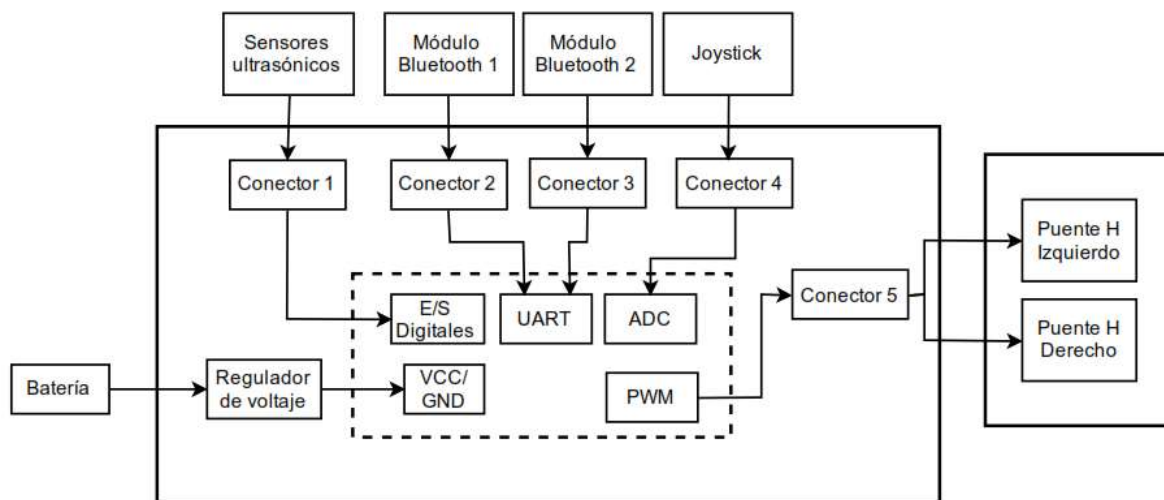 Sensores
ultrasónicos
Módulo
Bluetooth 1
Módulo
Bluetooth 2
Joystick
Conector 1
Conector 2
Conector 3
Conector 4
Puente H
Izquierdo
Conector 5
E/S
Digitales
UART
ADC
Puente H
Derecho
Batería
Regulador
de voltaje
VCC/
GND
PWM